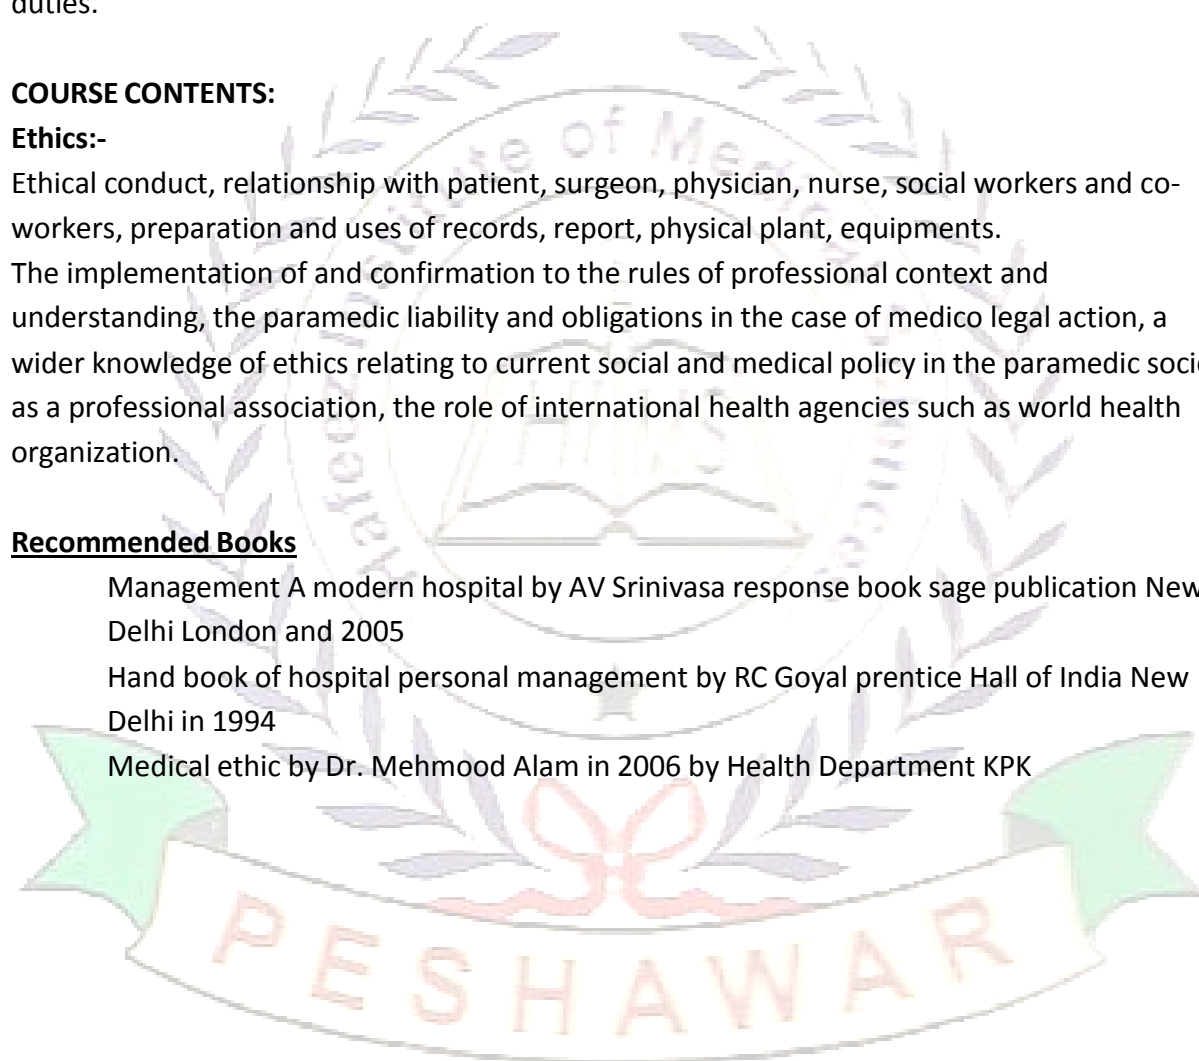 duties.
COURSE CONTENTS:
Ethics:-
Ethical conduct, relationship with patient, surgeon, physician, nurse, social workers and co-
workers, preparation and uses of records, report, physical plant, equipments.
The implementation of and confirmation to the rules of professional context and
understanding, the paramedic liability and obligations in the case of medico legal action, a
wider knowledge of ethics relating to current social and medical policy in the paramedic socie
as a professional association, the role of international health agencies such as world health
organization.
Recommended Books
Management A modern hospital by AV Srinivasa response book sage publication New
Delhi London and 2005
Hand book of hospital personal management by RC Goyal prentice Hall of India New
Delhi in 1994
Medical ethic by Dr. Mehmood Alam in 2006 by Health Department KPK
Hafeez Institute of Medical Sciences
HIMS
PESHAWAR